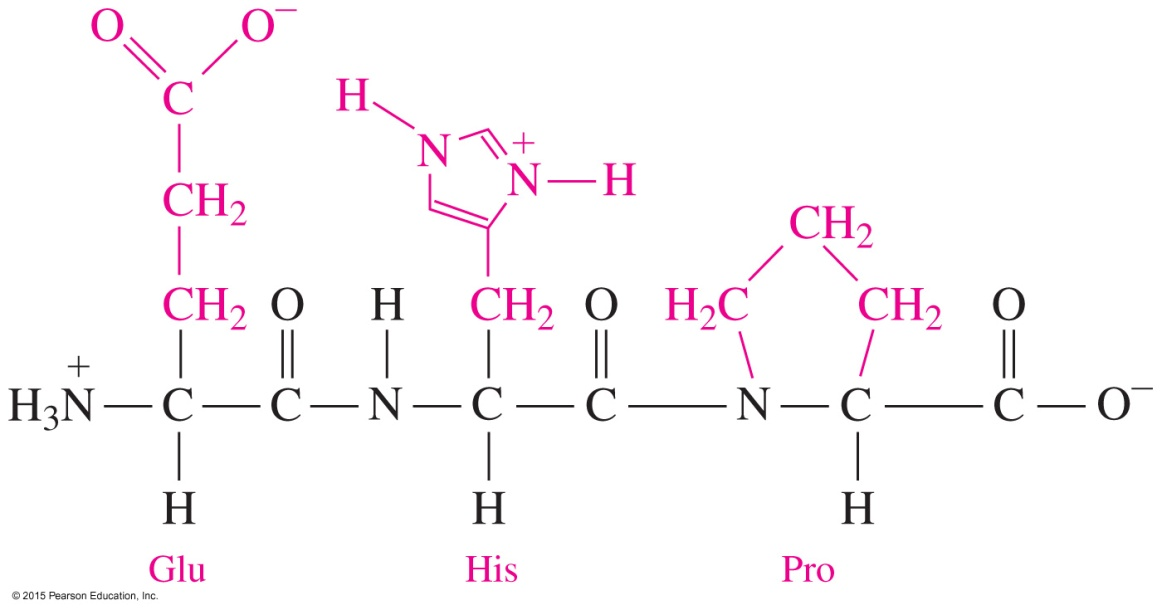 O O⁻
C
H
N + N H
CH₂
CH₂
CH₂ O H CH₂ O H₂C CH₂ O
H₃N⁺ C C N C C N C C O⁻
H H H
Glu His Pro
© 2015 Pearson Education, Inc.